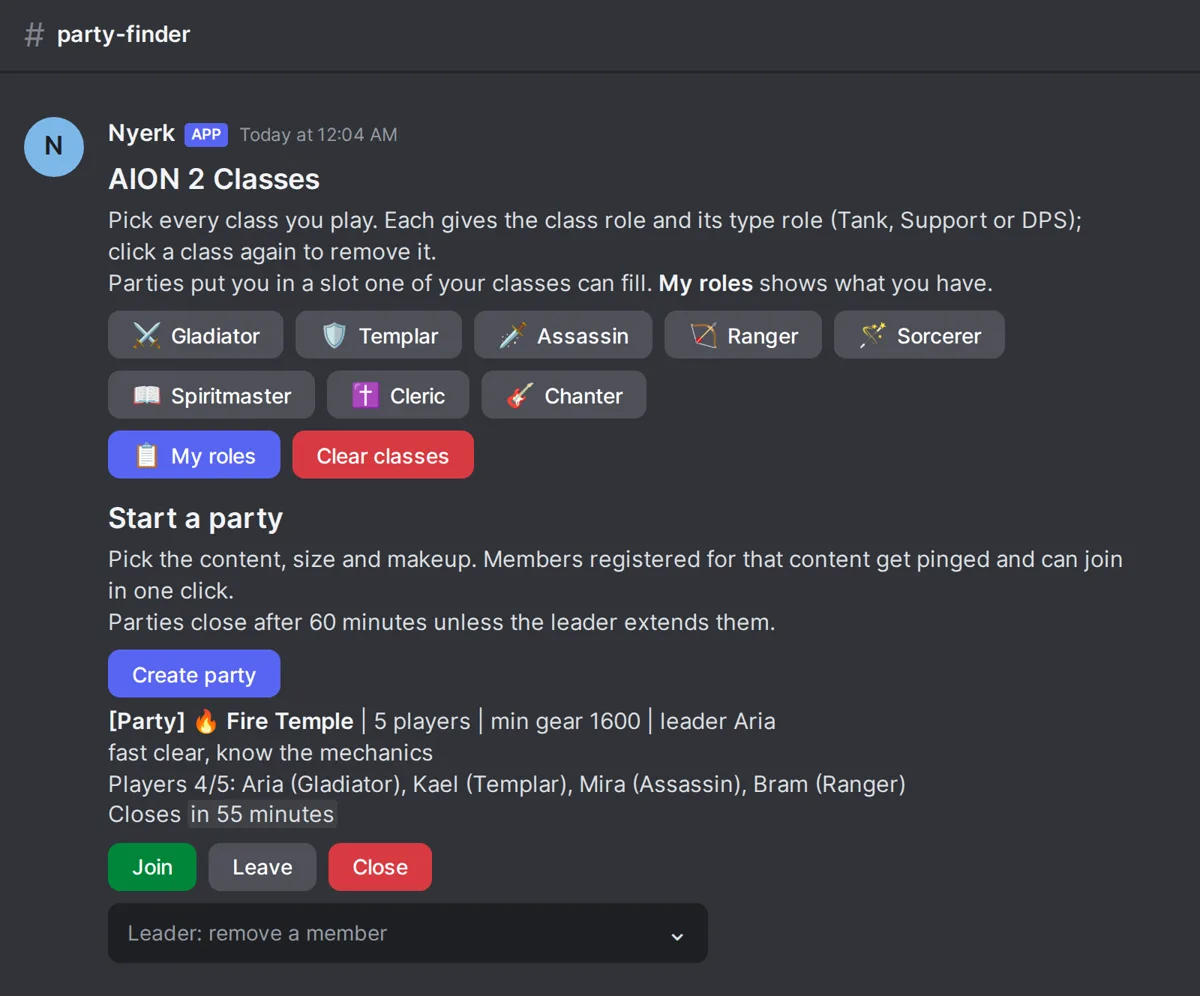 # party-finder
N
Nyerk APP Today at 12:04 AM
AION 2 Classes
Pick every class you play. Each gives the class role and its type role (Tank, Support or DPS);
click a class again to remove it.
Parties put you in a slot one of your classes can fill. My roles shows what you have.
Gladiator Templar Assassin Ranger Sorcerer
Spiritmaster Cleric Chanter
My roles Clear classes
Start a party
Pick the content, size and makeup. Members registered for that content get pinged and can join
in one click.
Parties close after 60 minutes unless the leader extends them.
Create party
[Party] 🔥 Fire Temple | 5 players | min gear 1600 | leader Aria
fast clear, know the mechanics
Players 4/5: Aria (Gladiator), Kael (Templar), Mira (Assassin), Bram (Ranger)
Closes in 55 minutes
Join Leave Close
Leader: remove a member